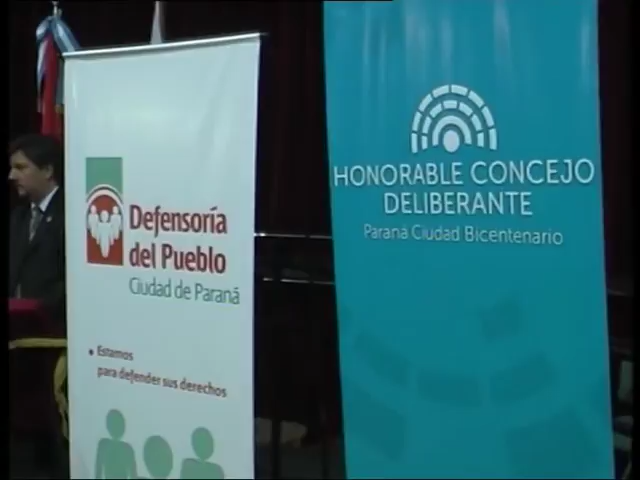 Defensoría
del Pueblo
Ciudad de Paraná
• Estamos
para defender sus derechos
HONORABLE CONCEJO
DELIBERANTE
Paraná Ciudad Bicentenario